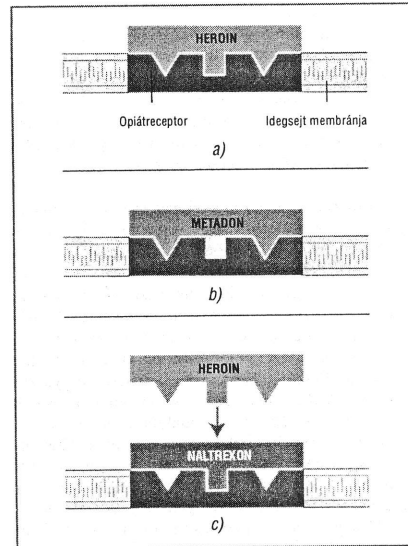 HEROIN
Opiátreceptor
Idegsejt membránja
a)
METADON
b)
HEROIN
NALTREXON
c)